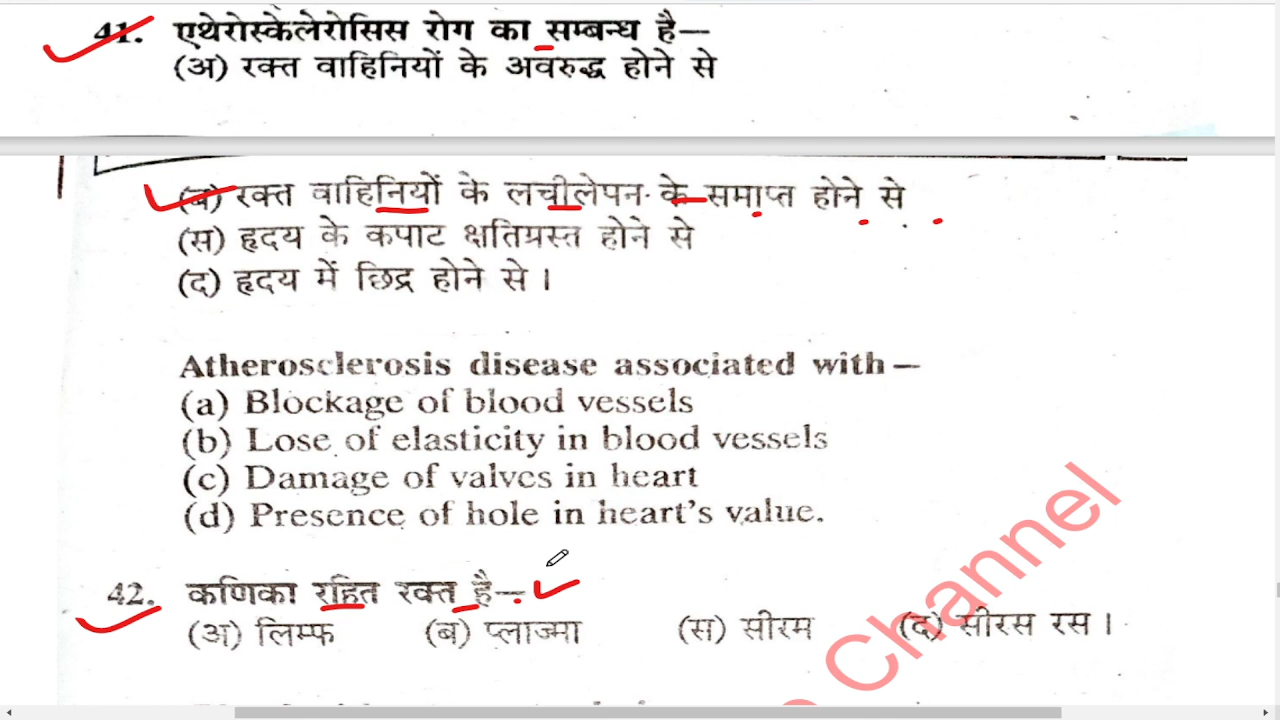 41. एथेरोस्केलेरोसिस रोग का सम्बन्ध है—
(अ) रक्त वाहिनियों के अवरुद्ध होने से
(ब) रक्त वाहिनियों के लचीलेपन के समाप्त होने से
(स) हृदय के कपाट क्षतिग्रस्त होने से
(द) हृदय में छिद्र होने से।
Atherosclerosis disease associated with—
(a) Blockage of blood vessels
(b) Lose of elasticity in blood vessels
(c) Damage of valves in heart
(d) Presence of hole in heart's value.
42. कणिका रहित रक्त है—
(अ) लिम्फ (ब) प्लाज्मा (स) सीरम (द) सीरस रस।
Channel